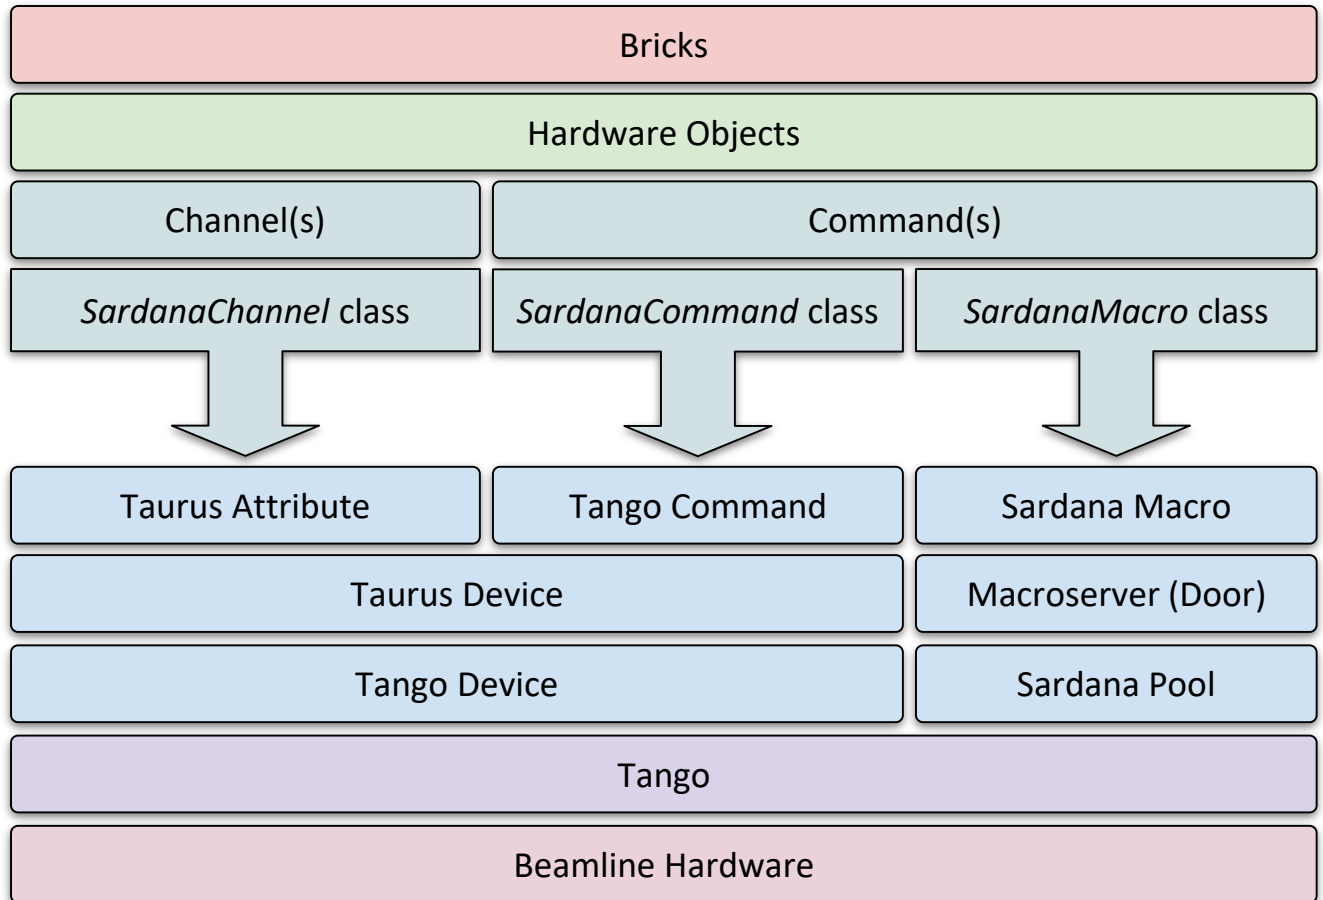 Bricks
Hardware Objects
Channel(s)
Command(s)
SardanaChannel class
SardanaCommand class
SardanaMacro class
Taurus Attribute
Tango Command
Sardana Macro
Taurus Device
Macroserver (Door)
Tango Device
Sardana Pool
Tango
Beamline Hardware